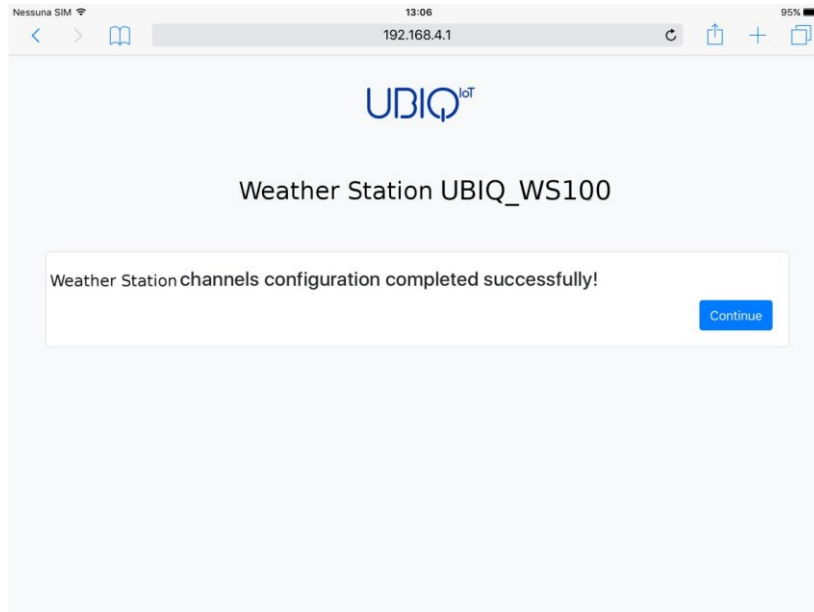 Nessuna SIM 13:06 95%
192.168.4.1
UBIQ IoT
Weather Station UBIQ_WS100
Weather Station channels configuration completed successfully!
Continue